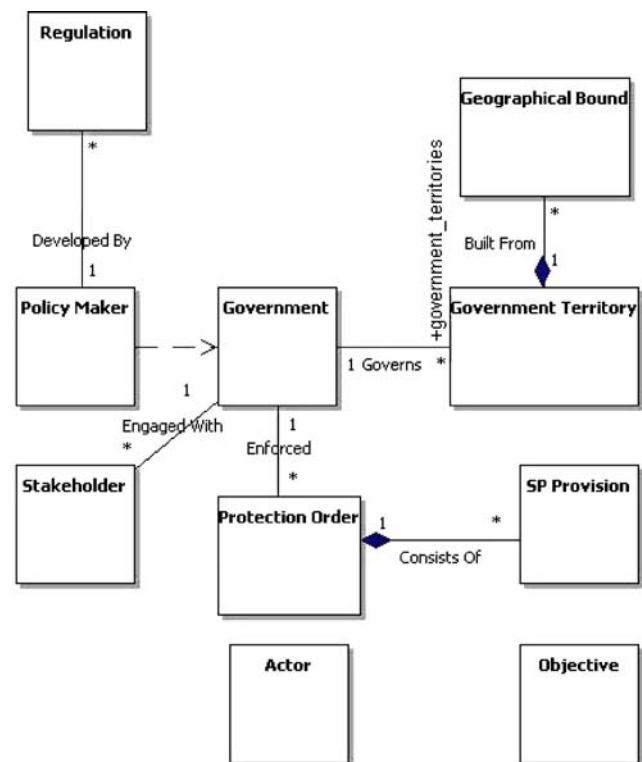 Regulation
*
Developed By
1
Policy Maker
Geographical Bound
*
Built From
1
+government_territories
Government Territory
Government
1 Governs *
1
Engaged With
*
Stakeholder
1
Enforced
*
Protection Order
1
Consists Of
*
SP Provision
Actor
Objective